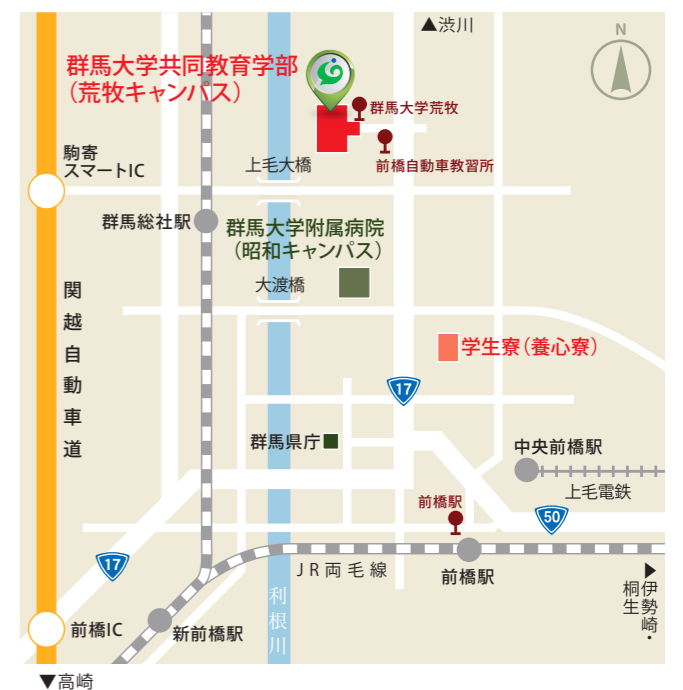 ▲渋川
N
群馬大学共同教育学部
（荒牧キャンパス）
群馬大学荒牧
前橋自動車教習所
駒寄
スマートIC
上毛大橋
群馬総社駅
群馬大学附属病院
（昭和キャンパス）
大渡橋
関越自動車道
学生寮（養心寮）
17
群馬県庁
中央前橋駅
上毛電鉄
前橋駅
50
17
JR両毛線
前橋駅
▶伊勢崎・
桐生
利根川
前橋IC
新前橋駅
▼高崎